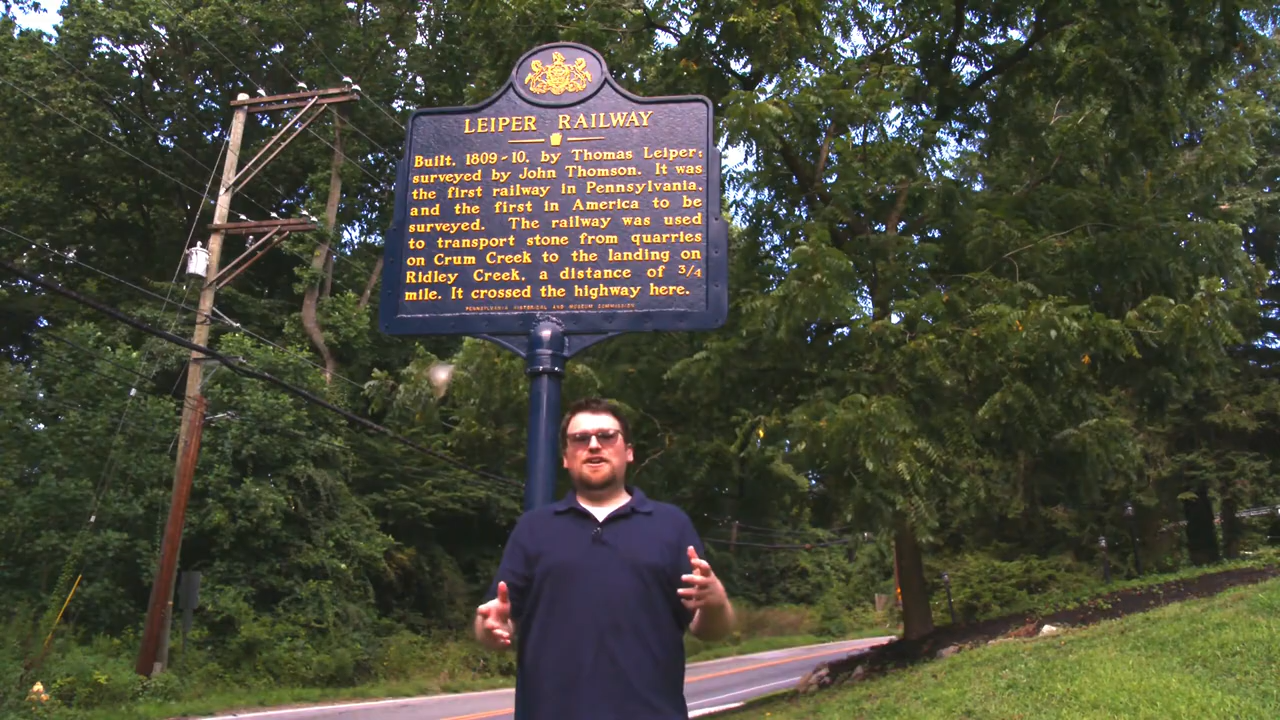 LEIPER RAILWAY
Built, 1809-10, by Thomas Leiper;
surveyed by John Thomson. It was
the first railway in Pennsylvania,
and the first in America to be
surveyed. The railway was used
to transport stone from quarries
on Crum Creek to the landing on
Ridley Creek, a distance of 3/4
mile. It crossed the highway here.
PENNSYLVANIA HISTORICAL AND MUSEUM COMMISSION